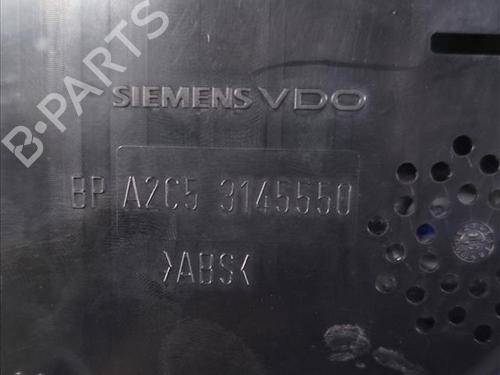 B-PARTS
SIEMENS VDO
BP A2C5 3145550
>ABS<